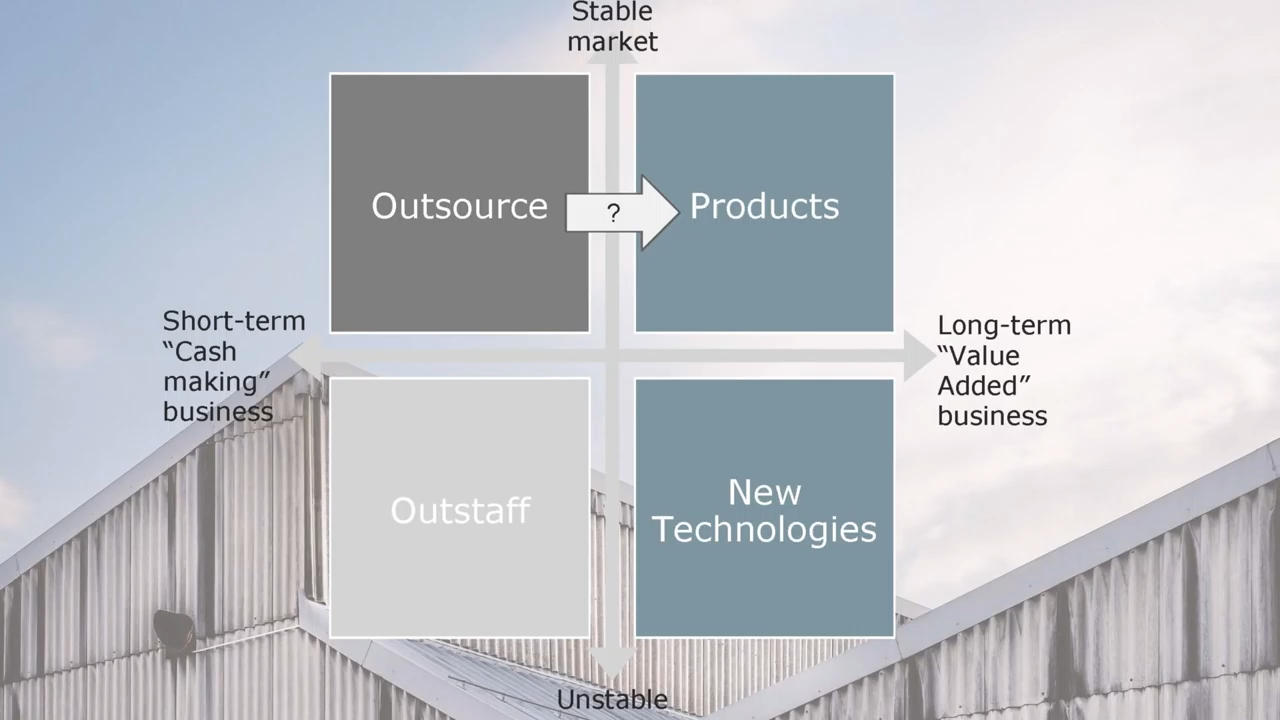 Stable
market
Outsource
?
Products
Short-term
“Cash
making”
business
Long-term
“Value
Added”
business
Outstaff
New
Technologies
Unstable